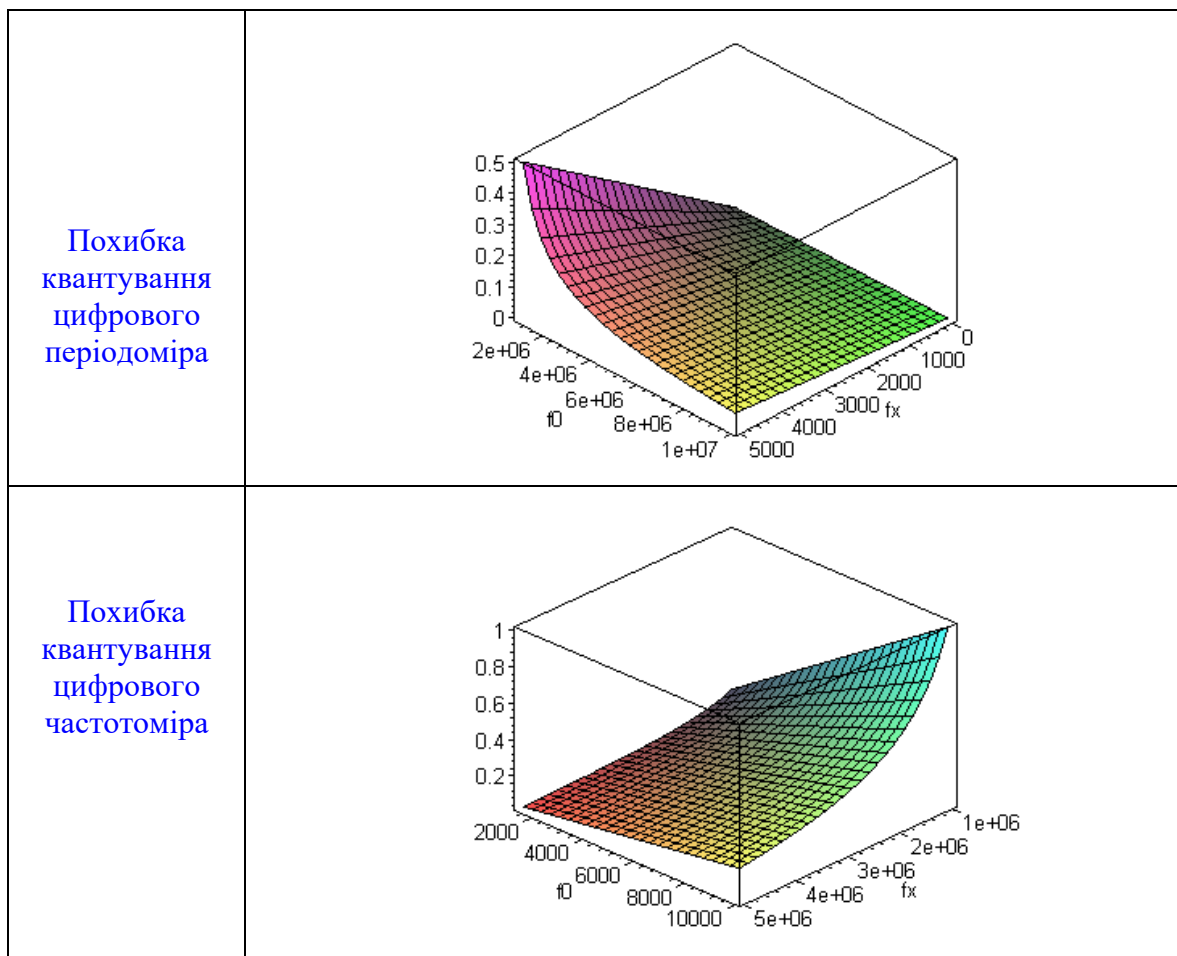 Похибка
квантування
цифрового
періодоміра
0.5
0.4
0.3
0.2
0.1
0
2e+06
4e+06
6e+06
8e+06
1e+07
f0
0
1000
2000
3000
4000
5000
fx
Похибка
квантування
цифрового
частотоміра
1
0.8
0.6
0.4
0.2
2000
4000
6000
8000
10000
f0
1e+06
2e+06
3e+06
4e+06
5e+06
fx